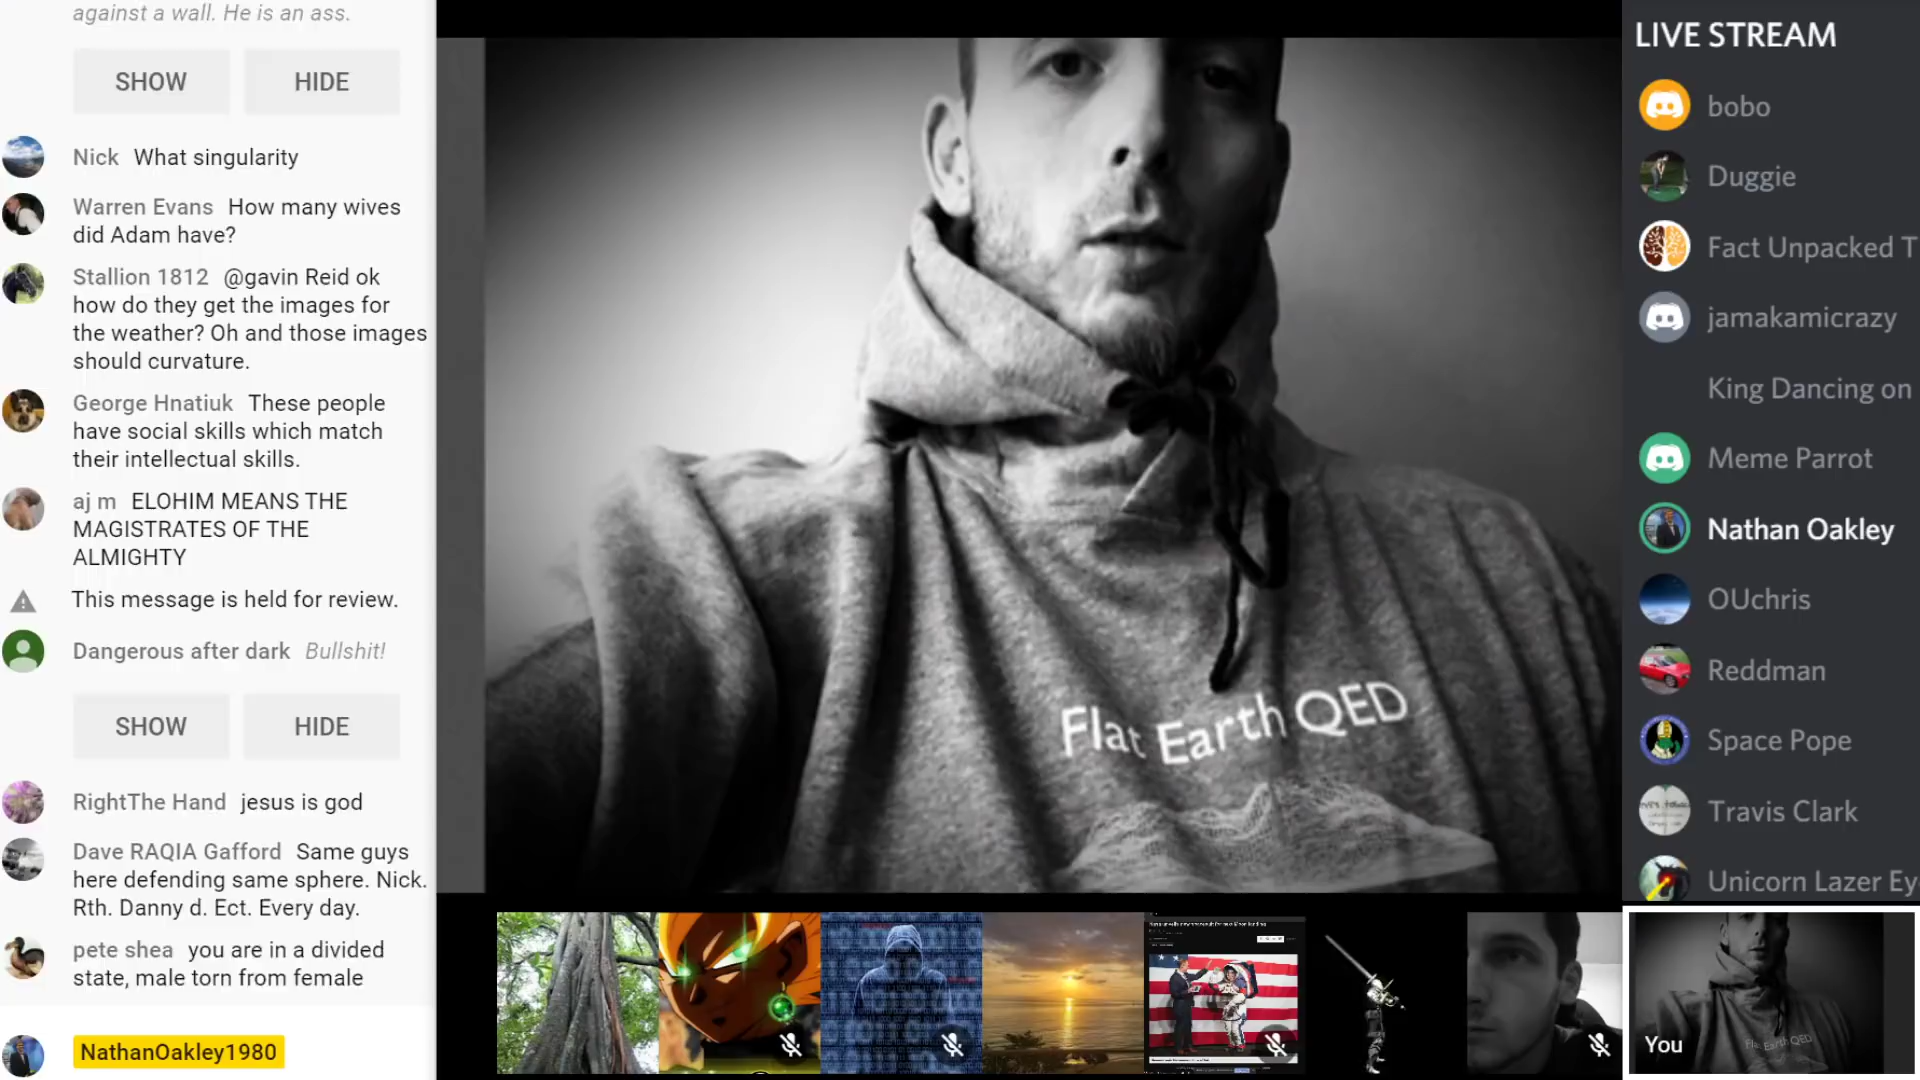 against a wall. He is an ass.
SHOW HIDE
Nick What singularity
Warren Evans How many wives
did Adam have?
Stallion 1812 @gavin Reid ok
how do they get the images for
the weather? Oh and those images
should curvature.
George Hnatiuk These people
have social skills which match
their intellectual skills.
aj m ELOHIM MEANS THE
MAGISTRATES OF THE
ALMIGHTY
This message is held for review.
Dangerous after dark Bullshit!
SHOW HIDE
RightThe Hand jesus is god
Dave RAQIA Gafford Same guys
here defending same sphere. Nick.
Rth. Danny d. Ect. Every day.
pete shea you are in a divided
state, male torn from female
NathanOakley1980
Flat Earth QED
LIVE STREAM
bobo
Duggie
Fact Unpacked T
jamakamicrazy
King Dancing on
Meme Parrot
Nathan Oakley
OUchris
Reddman
Space Pope
Travis Clark
Unicorn Lazer Ey
You
Flat Earth QED